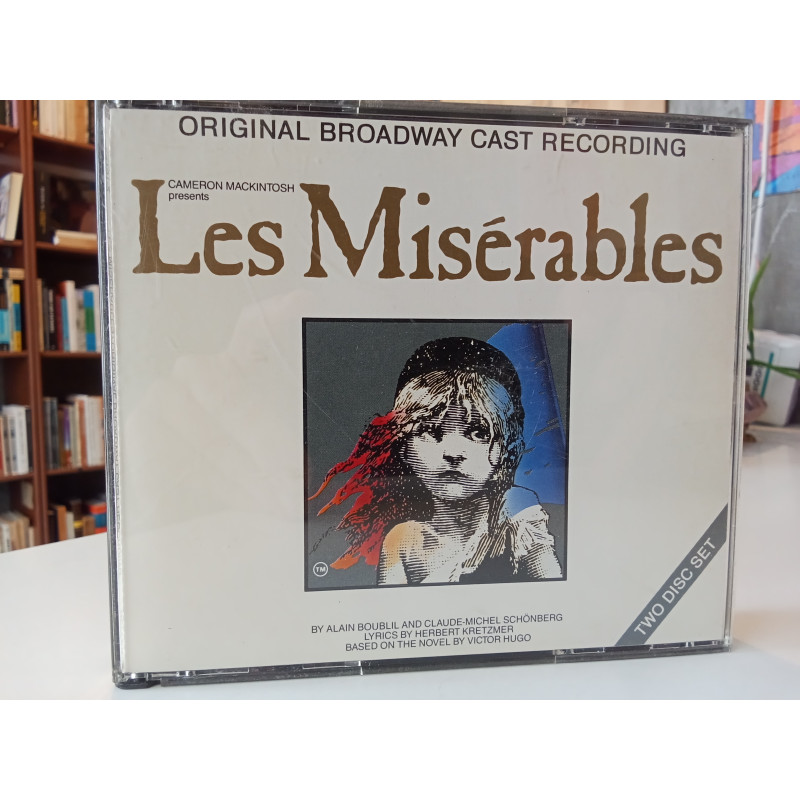 ORIGINAL BROADWAY CAST RECORDING
CAMERON MACKINTOSH
presents
Les Misérables
TM
BY ALAIN BOUBLIL AND CLAUDE-MICHEL SCHÖNBERG
LYRICS BY HERBERT KRETZMER
BASED ON THE NOVEL BY VICTOR HUGO
TWO DISC SET